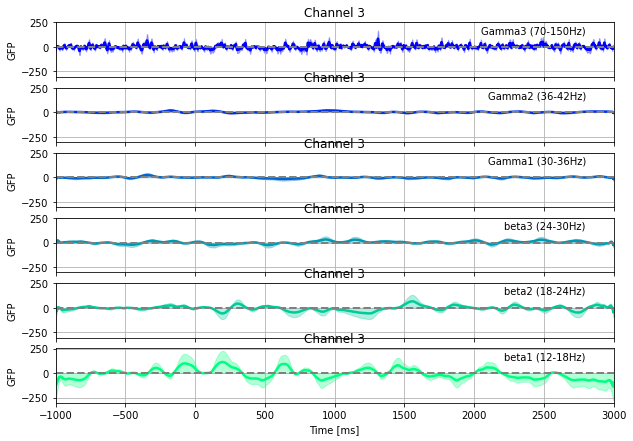 Channel 3
250
Gamma3 (70-150Hz)
GFP
0
−250
Channel 3
250
Gamma2 (36-42Hz)
GFP
0
−250
Channel 3
250
Gamma1 (30-36Hz)
GFP
0
−250
Channel 3
250
beta3 (24-30Hz)
GFP
0
−250
Channel 3
250
beta2 (18-24Hz)
GFP
0
−250
Channel 3
250
beta1 (12-18Hz)
GFP
0
−250
−1000 −500 0 500 1000 1500 2000 2500 3000
Time [ms]